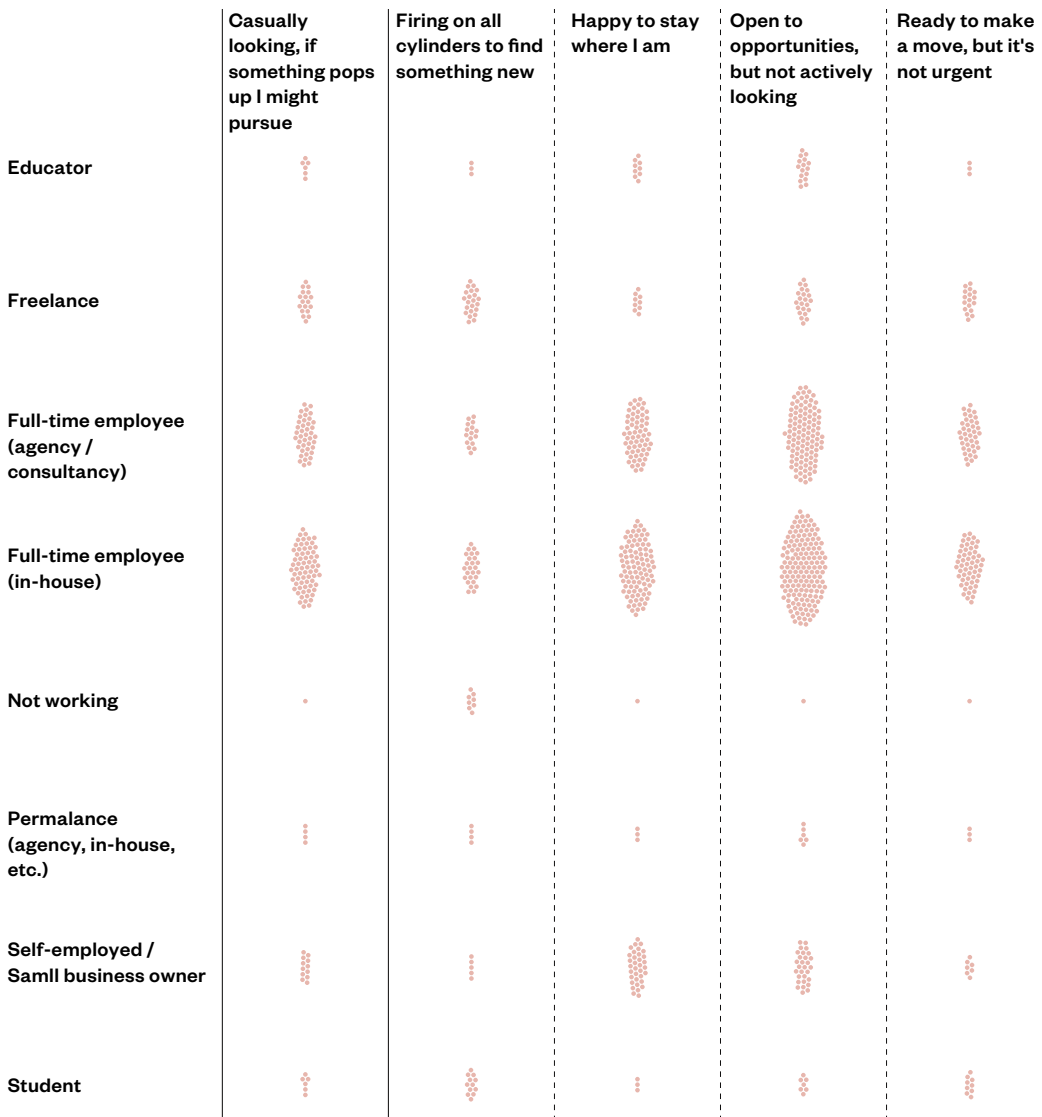 Casually
looking, if
something pops
up I might
pursue
Firing on all
cylinders to find
something new
Happy to stay
where I am
Open to
opportunities,
but not actively
looking
Ready to make
a move, but it's
not urgent
Educator
Freelance
Full-time employee
(agency /
consultancy)
Full-time employee
(in-house)
Not working
Permalance
(agency, in-house,
etc.)
Self-employed /
Samll business owner
Student